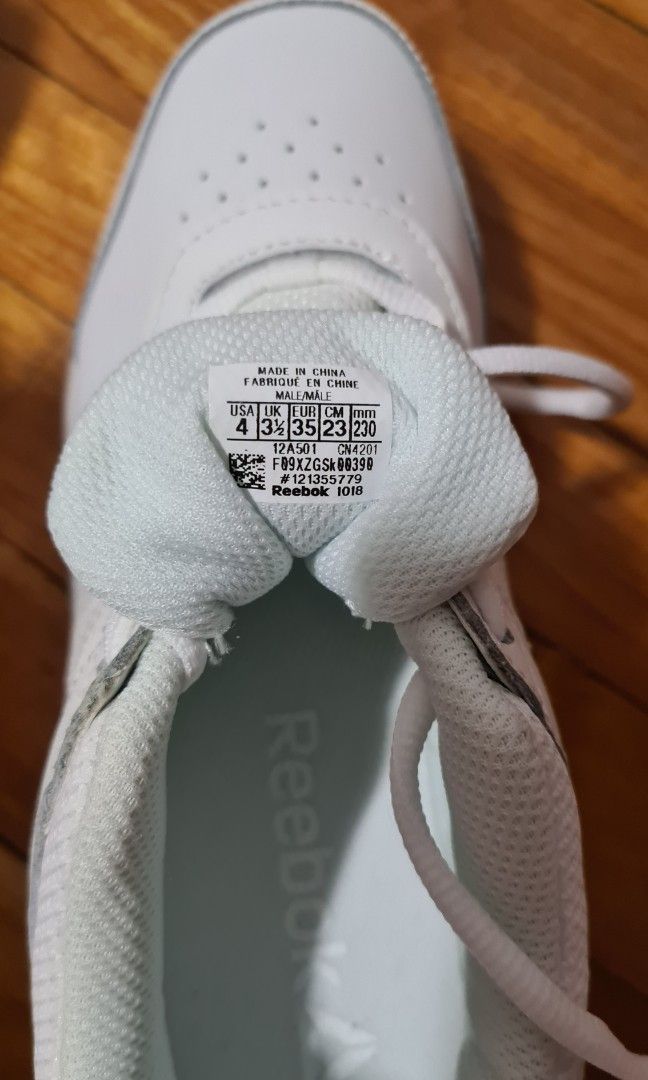 MADE IN CHINA
FABRIQUÉ EN CHINE
MALE/MÂLE
USA UK EUR CM mm
4 3½ 35 23 230
12A501 CN4201
F09XZGSk00390
#121355779
Reebok 1018
Reebok